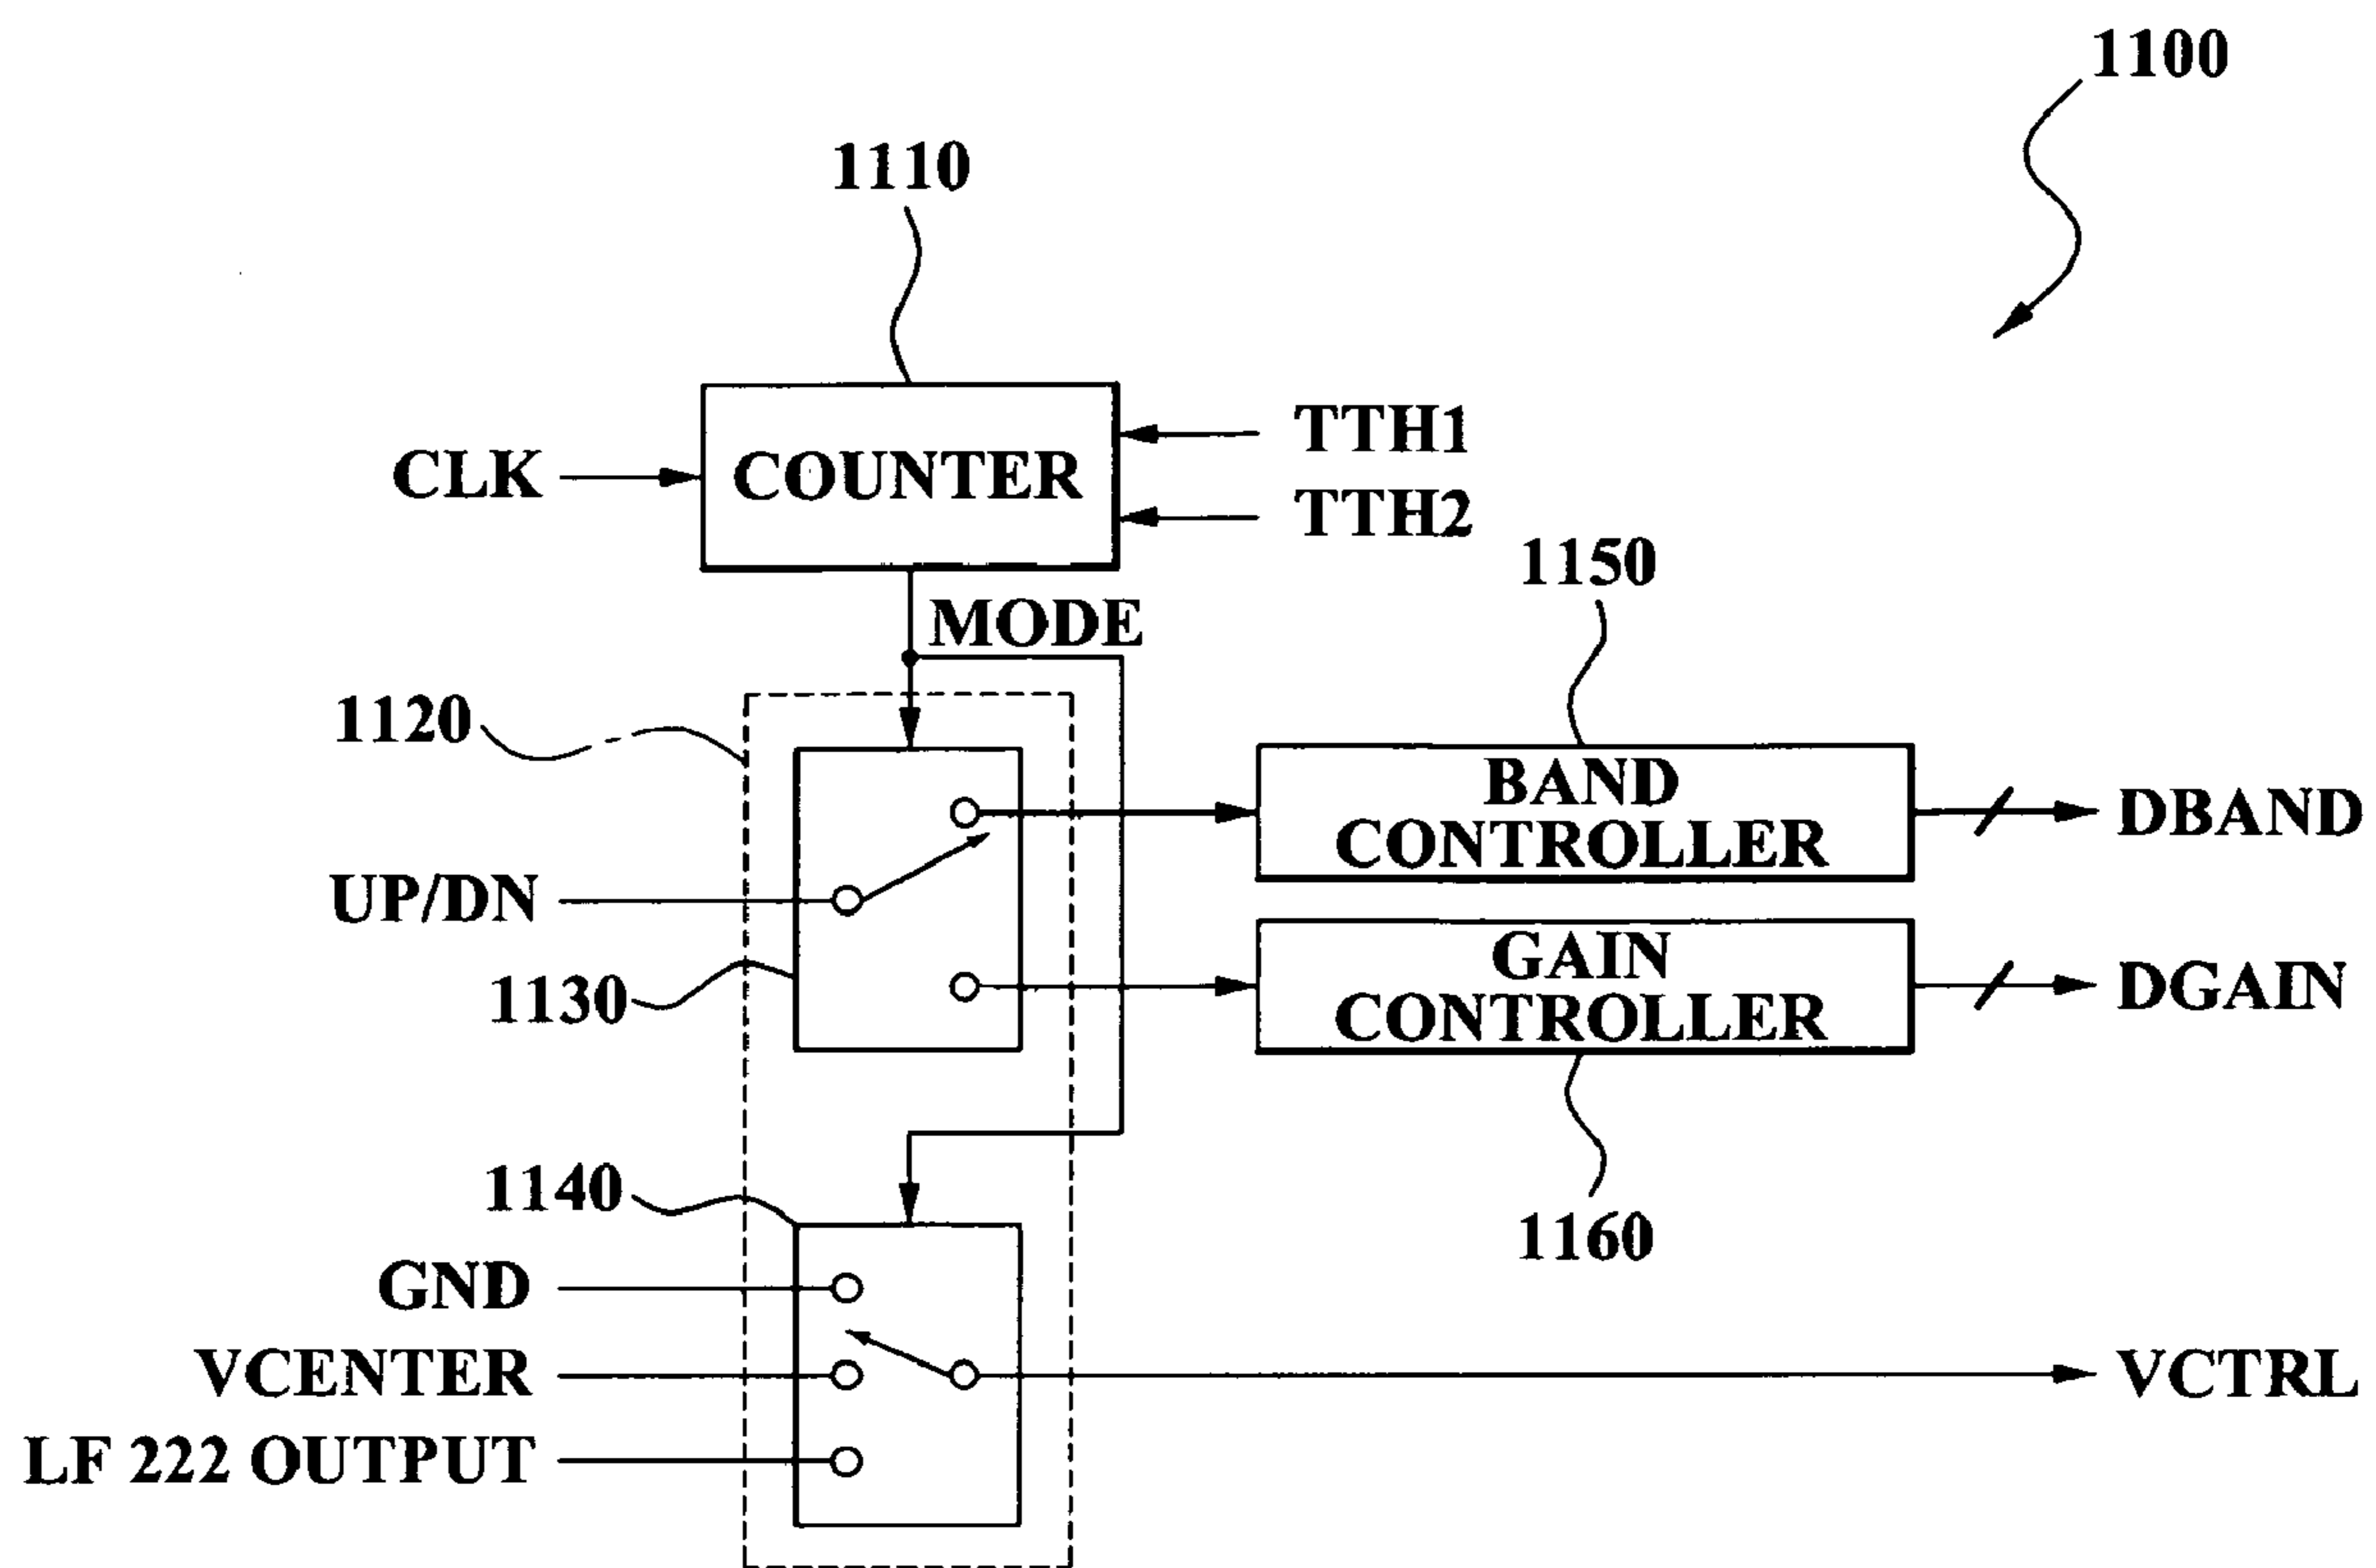 1100
1110
CLK
COUNTER
TTH1
TTH2
MODE
1150
1120
BAND
CONTROLLER
DBAND
UP/DN
1130
GAIN
CONTROLLER
DGAIN
1140
1160
GND
VCENTER
VCTRL
LF 222 OUTPUT